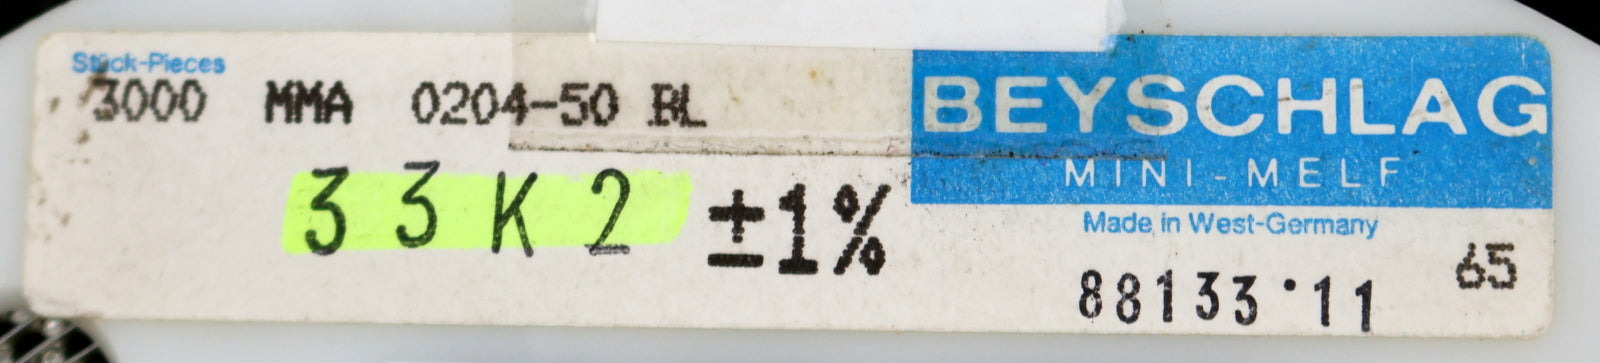 Stück-Pieces
3000 MMA 0204-50 BL
33K2 ±1%
BEYSCHLAG
MINI-MELF
Made in West-Germany
65
88133·11